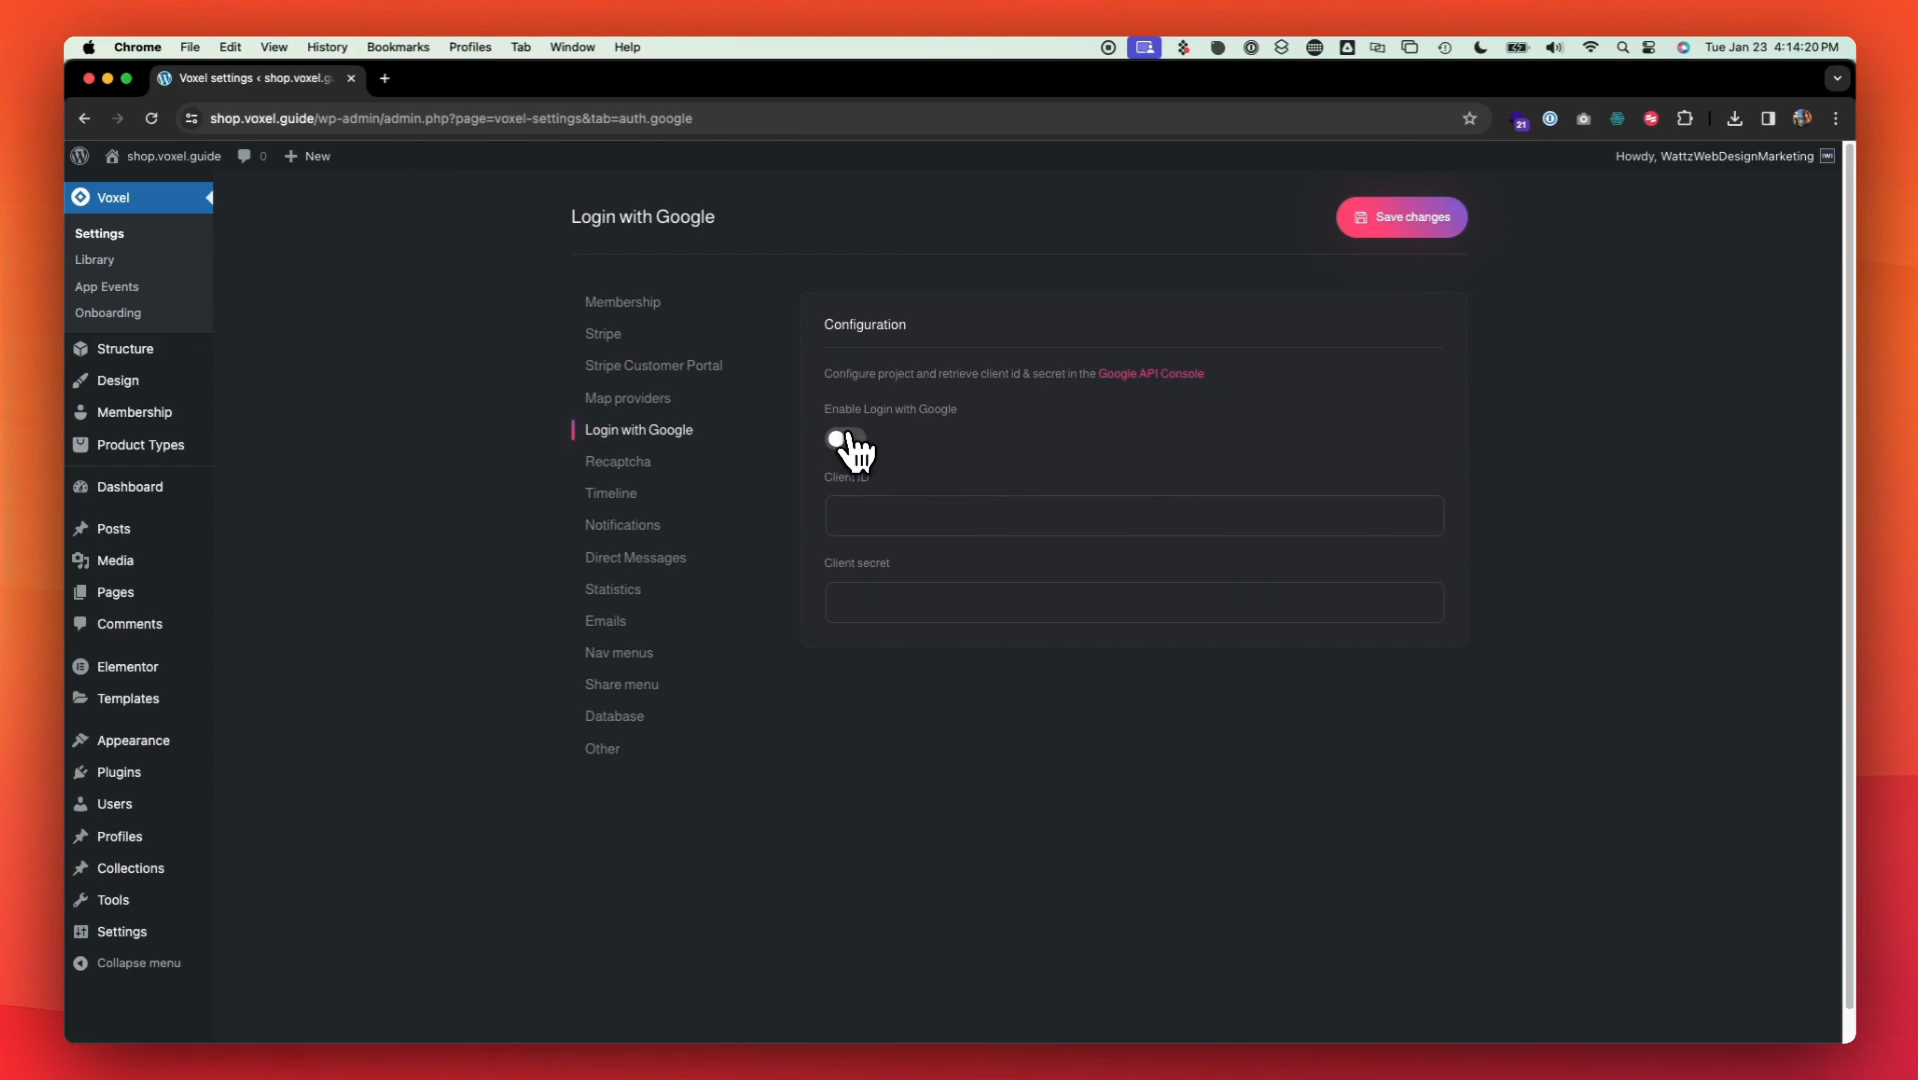 Chrome File Edit View History Bookmarks Profiles Tab Window Help Tue Jan 23 4:14:20 PM
Voxel settings ‹ shop.voxel.g
shop.voxel.guide/wp-admin/admin.php?page=voxel-settings&tab=auth.google 21
shop.voxel.guide 0 New Howdy, WattzWebDesignMarketing
Voxel
Settings
Library
App Events
Onboarding
Structure
Design
Membership
Product Types
Dashboard
Posts
Media
Pages
Comments
Elementor
Templates
Appearance
Plugins
Users
Profiles
Collections
Tools
Settings
Collapse menu
Login with Google Save changes
Membership
Stripe
Stripe Customer Portal
Map providers
Login with Google
Recaptcha
Timeline
Notifications
Direct Messages
Statistics
Emails
Nav menus
Share menu
Database
Other
Configuration
Configure project and retrieve client id & secret in the Google API Console
Enable Login with Google
Client ID
Client secret